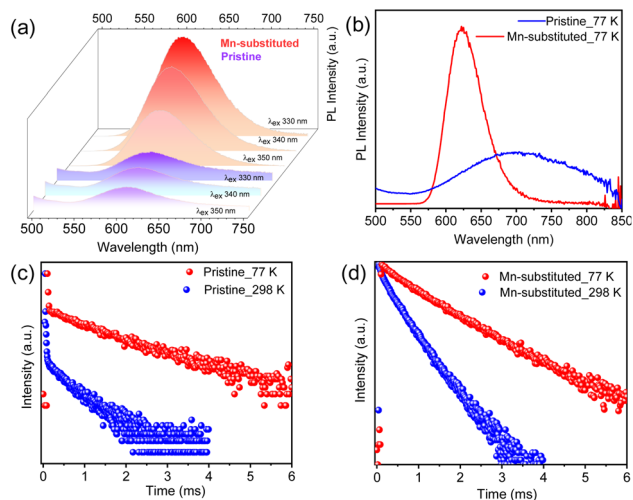 (a)
500 550 600 650 700 750
Mn-substituted
Pristine
PL Intensity (a.u.)
λex 330 nm
λex 340 nm
λex 350 nm
λex 330 nm
λex 340 nm
λex 350 nm
500 550 600 650 700 750
Wavelength (nm)
(b)
Pristine_77 K
Mn-substituted_77 K
PL Intensity (a.u.)
500 550 600 650 700 750 800 850
Wavelength (nm)
(c)
Pristine_77 K
Pristine_298 K
Intensity (a.u.)
0 1 2 3 4 5 6
Time (ms)
(d)
Mn-substituted_77 K
Mn-substituted_298 K
Intensity (a.u.)
0 1 2 3 4 5 6
Time (ms)